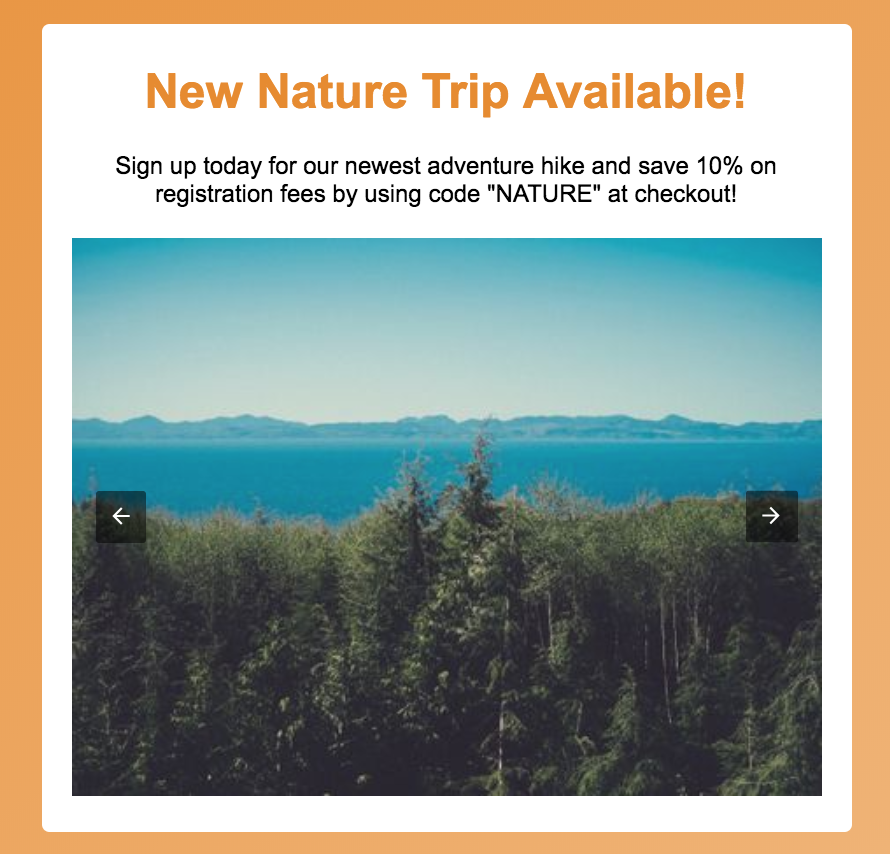 New Nature Trip Available!
Sign up today for our newest adventure hike and save 10% on
registration fees by using code "NATURE" at checkout!